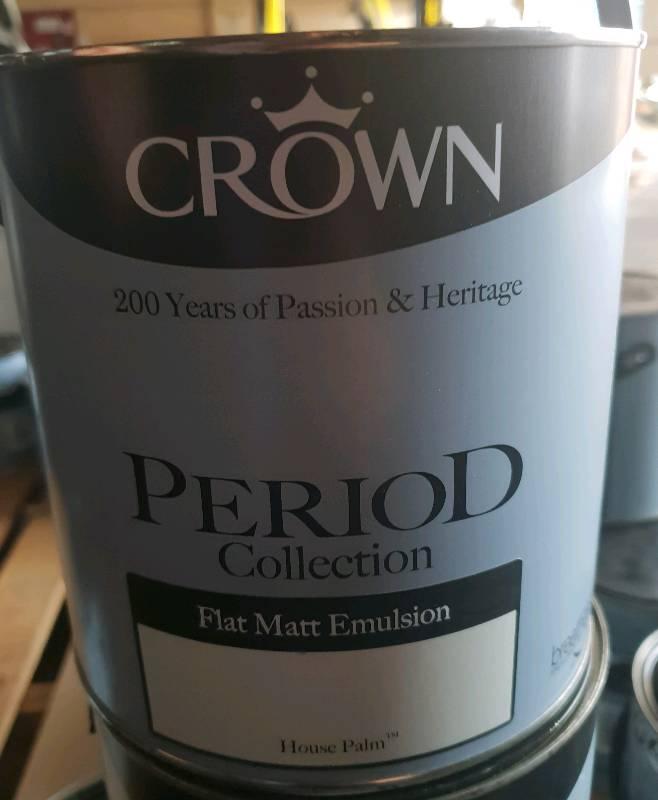 CROWN
200 Years of Passion & Heritage
PERIOD
Collection
Flat Matt Emulsion
House Palm™